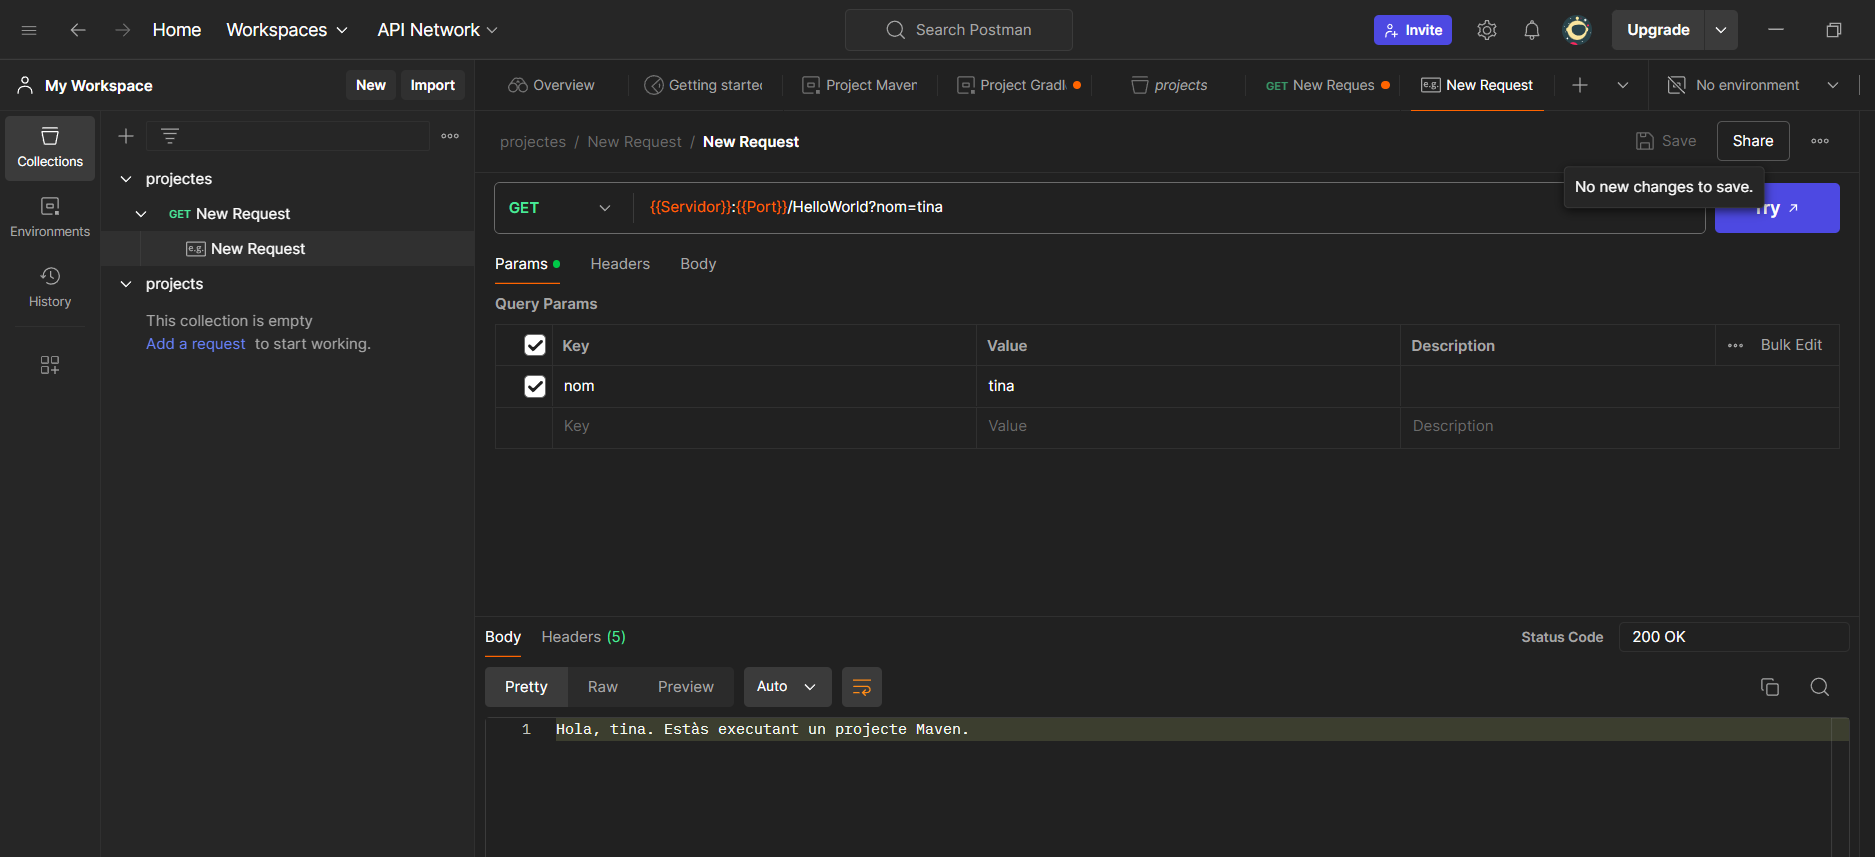 Home
Workspaces
API Network
Search Postman
Invite
Upgrade
My Workspace
New
Import
Overview
Getting started
Project Maven
Project Gradl
projects
GET New Reques
e.g. New Request
No environment
Collections
Environments
History
projectes
GET New Request
e.g. New Request
projects
This collection is empty
Add a request to start working.
projectes / New Request / New Request
Save
Share
No new changes to save.
GET
{{Servidor}}:{{Port}}/HelloWorld?nom=tina
Try
Params
Headers
Body
Query Params
Key
Value
Description
Bulk Edit
nom
tina
Key
Value
Description
Body
Headers (5)
Status Code
200 OK
Pretty
Raw
Preview
Auto
1
Hola, tina. Estàs executant un projecte Maven.